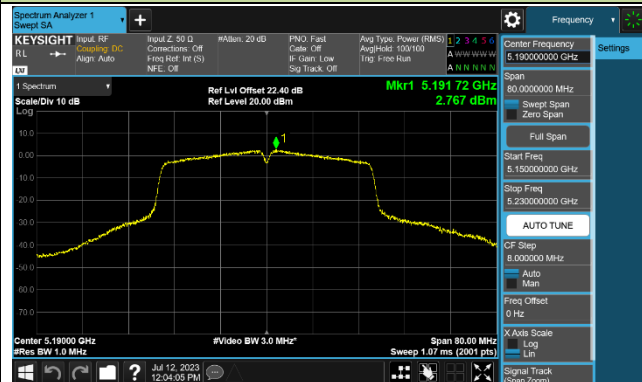 Spectrum Analyzer 1
Swept SA
Frequency
KEYSIGHT Input: RF Input Z: 50 Ω #Atten: 20 dB PNO: Fast Avg Type: Power (RMS) 1 2 3 4 5 6
RL Coupling: DC Corrections: Off Gate: Off Avg|Hold: 100/100 A W W W W W
Align: Auto Freq Ref: Int (S) IF Gain: Low Trig: Free Run
NFE: Off Sig Track: Off A N N N N N
LXI
1 Spectrum
Ref Lvl Offset 22.40 dB Mkr1 5.191 72 GHz
Scale/Div 10 dB Ref Level 20.00 dBm 2.767 dBm
Log
1
10.0
0.00
-10.0
-20.0
-30.0
-40.0
-50.0
-60.0
-70.0
Center 5.19000 GHz #Video BW 3.0 MHz* Span 80.00 MHz
#Res BW 1.0 MHz Sweep 1.07 ms (2001 pts)
Jul 12, 2023
12:04:05 PM
Center Frequency
5.190000000 GHz
Settings
Span
80.0000000 MHz
Swept Span
Zero Span
Full Span
Start Freq
5.150000000 GHz
Stop Freq
5.230000000 GHz
AUTO TUNE
CF Step
8.000000 MHz
Auto
Man
Freq Offset
0 Hz
X Axis Scale
Log
Lin
Signal Track
(Span Zoom)